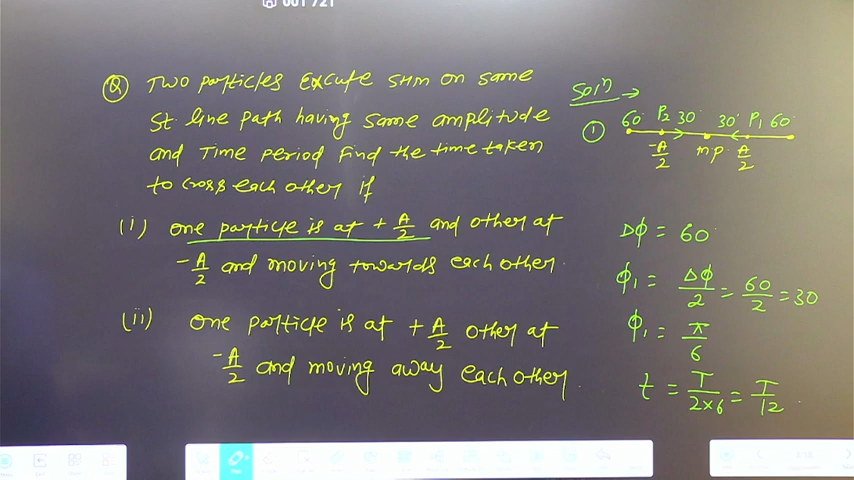 Q Two particles Excute SHM on same
St. line path having same amplitude
and Time period Find the time taken
to cross each other if
(i) one particle is at + A/2 and other at
-A/2 and moving towards each other
(ii) one particle is at + A/2 other at
-A/2 and moving away each other
Soln →
① 60° P2 30° 30° P1 60°
-A/2 mp A/2
Δϕ = 60
ϕ1 = Δϕ/2 = 60/2 = 30
ϕ1 = π/6
t = T/2×6 = T/12